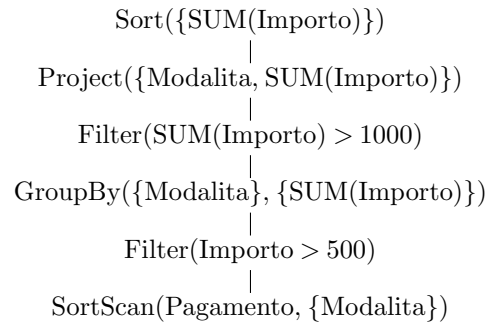 Sort({SUM(Importo)})
Project({Modalita, SUM(Importo)})
Filter(SUM(Importo) > 1000)
GroupBy({Modalita}, {SUM(Importo)})
Filter(Importo > 500)
SortScan(Pagamento, {Modalita})